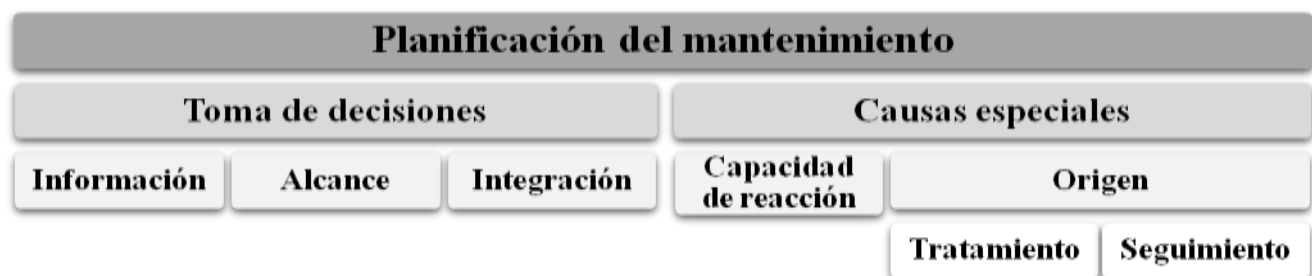 Planificación del mantenimiento
Toma de decisiones
Causas especiales
Información
Alcance
Integración
Capacidad
de reacción
Origen
Tratamiento
Seguimiento